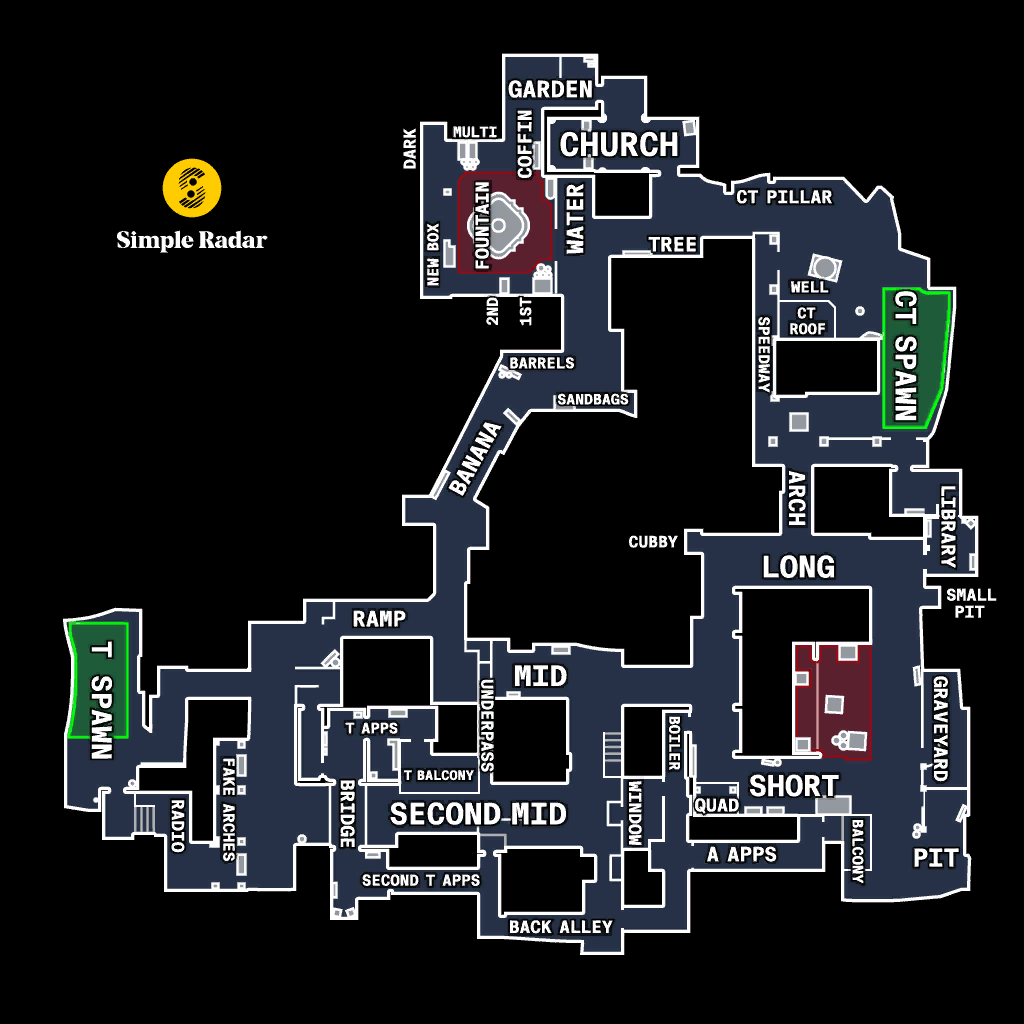 GARDEN
MULTI
DARK
COFFIN
CHURCH
Simple Radar
FOUNTAIN
WATER
NEW BOX
CT PILLAR
TREE
WELL
CT
ROOF
CT SPAWN
2ND
1ST
SPEEDWAY
BARRELS
SANDBAGS
BANANA
ARCH
LIBRARY
CUBBY
LONG
SMALL
PIT
RAMP
T SPAWN
MID
UNDERPASS
GRAVEYARD
T APPS
BOILER
T BALCONY
SHORT
FAKE ARCHES
RADIO
BRIDGE
SECOND MID
WINDOW
QUAD
A APPS
BALCONY
PIT
SECOND T APPS
BACK ALLEY